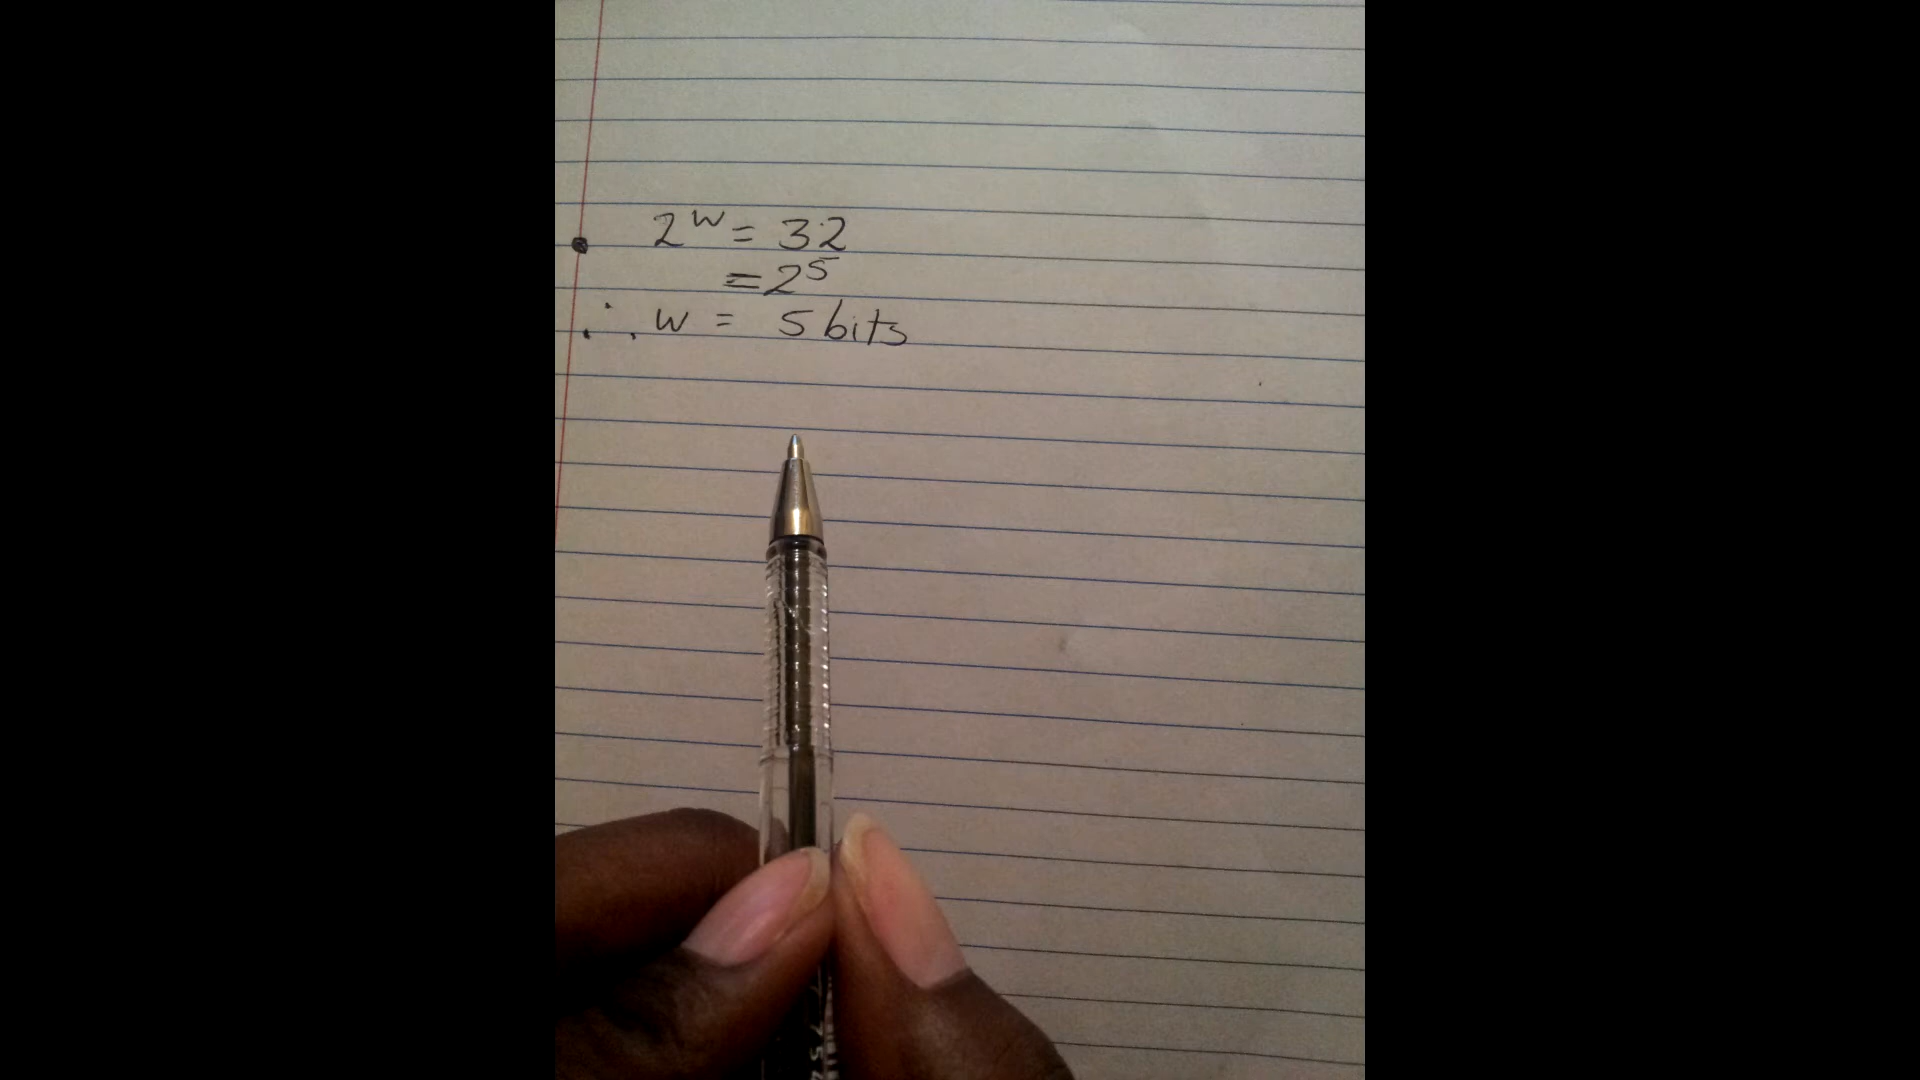 • 2^w = 32
= 2^5
∴ w = 5 bits